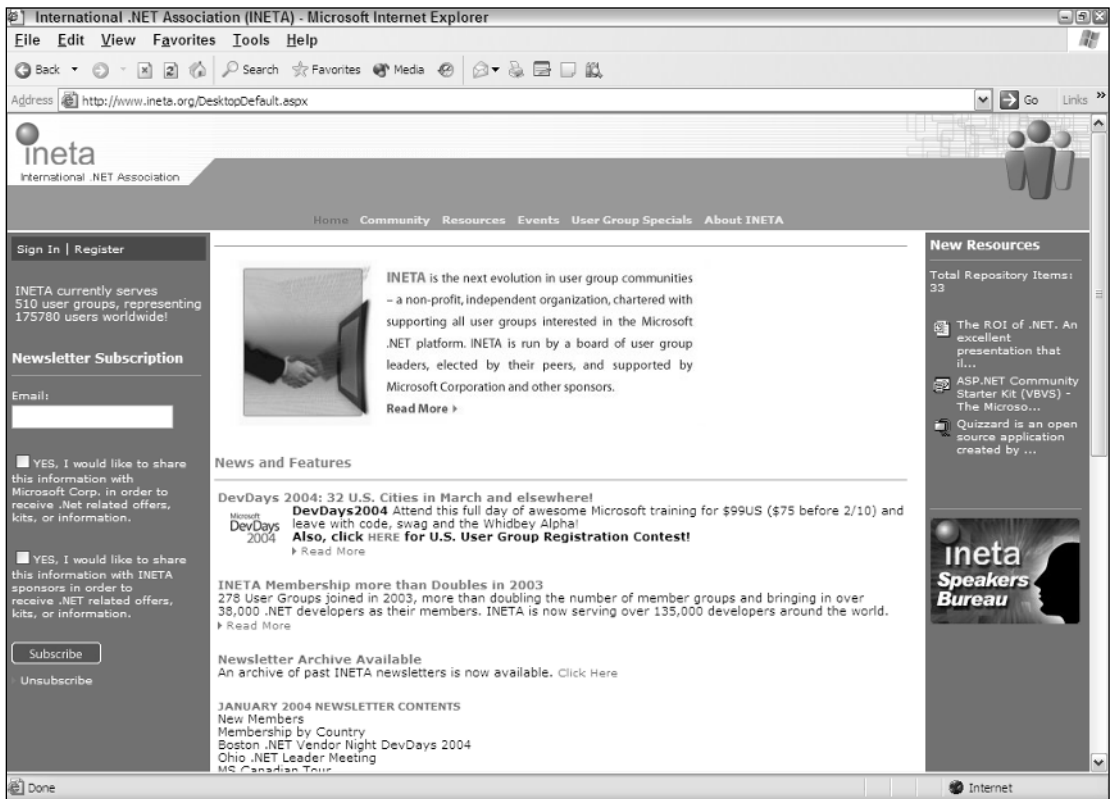 International .NET Association (INETA) - Microsoft Internet Explorer
File Edit View Favorites Tools Help
Back Search Favorites Media
Address http://www.ineta.org/DesktopDefault.aspx Go Links »
ineta
International .NET Association
Home Community Resources Events User Group Specials About INETA
Sign In | Register
INETA currently serves
510 user groups, representing
175780 users worldwide!
Newsletter Subscription
Email:
YES, I would like to share
this information with
Microsoft Corp. in order to
receive .Net related offers,
kits, or information.
YES, I would like to share
this information with INETA
sponsors in order to
receive .NET related offers,
kits, or information.
Subscribe
Unsubscribe
INETA is the next evolution in user group communities
– a non-profit, independent organization, chartered with
supporting all user groups interested in the Microsoft
.NET platform. INETA is run by a board of user group
leaders, elected by their peers, and supported by
Microsoft Corporation and other sponsors.
Read More
News and Features
DevDays 2004: 32 U.S. Cities in March and elsewhere!
Microsoft
DevDays
2004
DevDays2004 Attend this full day of awesome Microsoft training for $99US ($75 before 2/10) and
leave with code, swag and the Whidbey Alpha!
Also, click HERE for U.S. User Group Registration Contest!
Read More
INETA Membership more than Doubles in 2003
278 User Groups joined in 2003, more than doubling the number of member groups and bringing in over
38,000 .NET developers as their members. INETA is now serving over 135,000 developers around the world.
Read More
Newsletter Archive Available
An archive of past INETA newsletters is now available. Click Here
JANUARY 2004 NEWSLETTER CONTENTS
New Members
Membership by Country
Boston .NET Vendor Night DevDays 2004
Ohio .NET Leader Meeting
MS Canadian Tour
New Resources
Total Repository Items:
33
The ROI of .NET. An
excellent
presentation that
il...
ASP.NET Community
Starter Kit (VBVS) -
The Microso...
Quizzard is an open
source application
created by ...
ineta
Speakers
Bureau
Done Internet